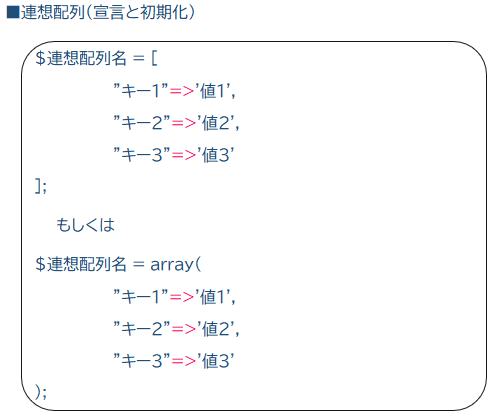 ■連想配列（宣言と初期化）
$連想配列名 = [
”キー1”=>’値1’,
”キー2”=>’値2’,
”キー3”=>’値3’
];
もしくは
$連想配列名 = array(
”キー1”=>’値1’,
”キー2”=>’値2’,
”キー3”=>’値3’
);